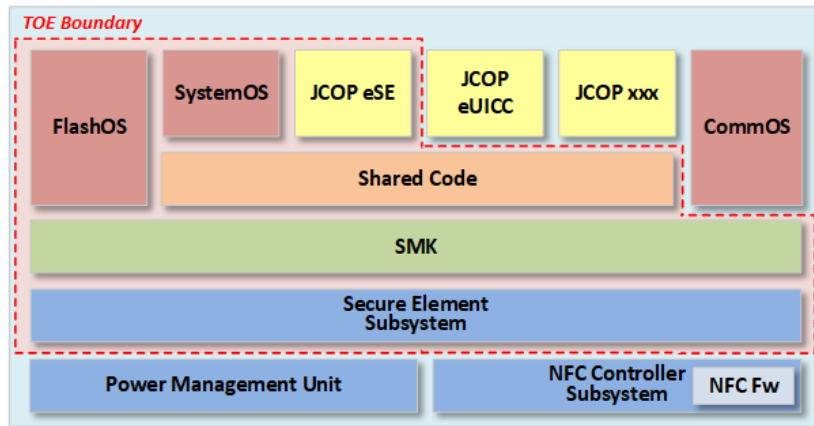 TOE Boundary
FlashOS
SystemOS
JCOP eSE
JCOP
eUICC
JCOP xxx
CommOS
Shared Code
SMK
Secure Element
Subsystem
Power Management Unit
NFC Controller
Subsystem
NFC Fw